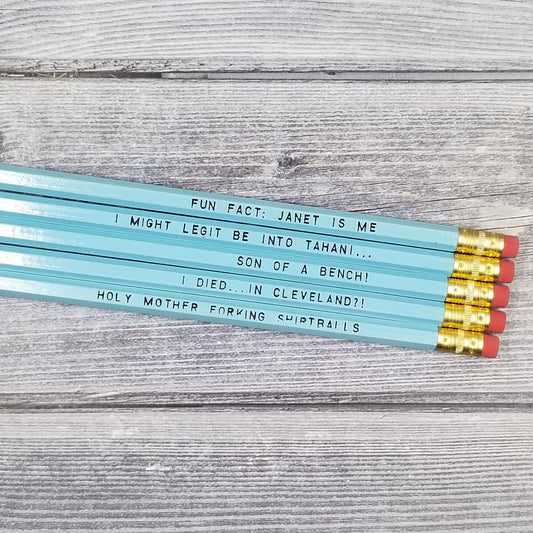 FUN FACT: JANET IS ME
I MIGHT LEGIT BE INTO TAHANI...
SON OF A BENCH!
I DIED...IN CLEVELAND?!
HOLY MOTHER FORKING SHIRTBALLS